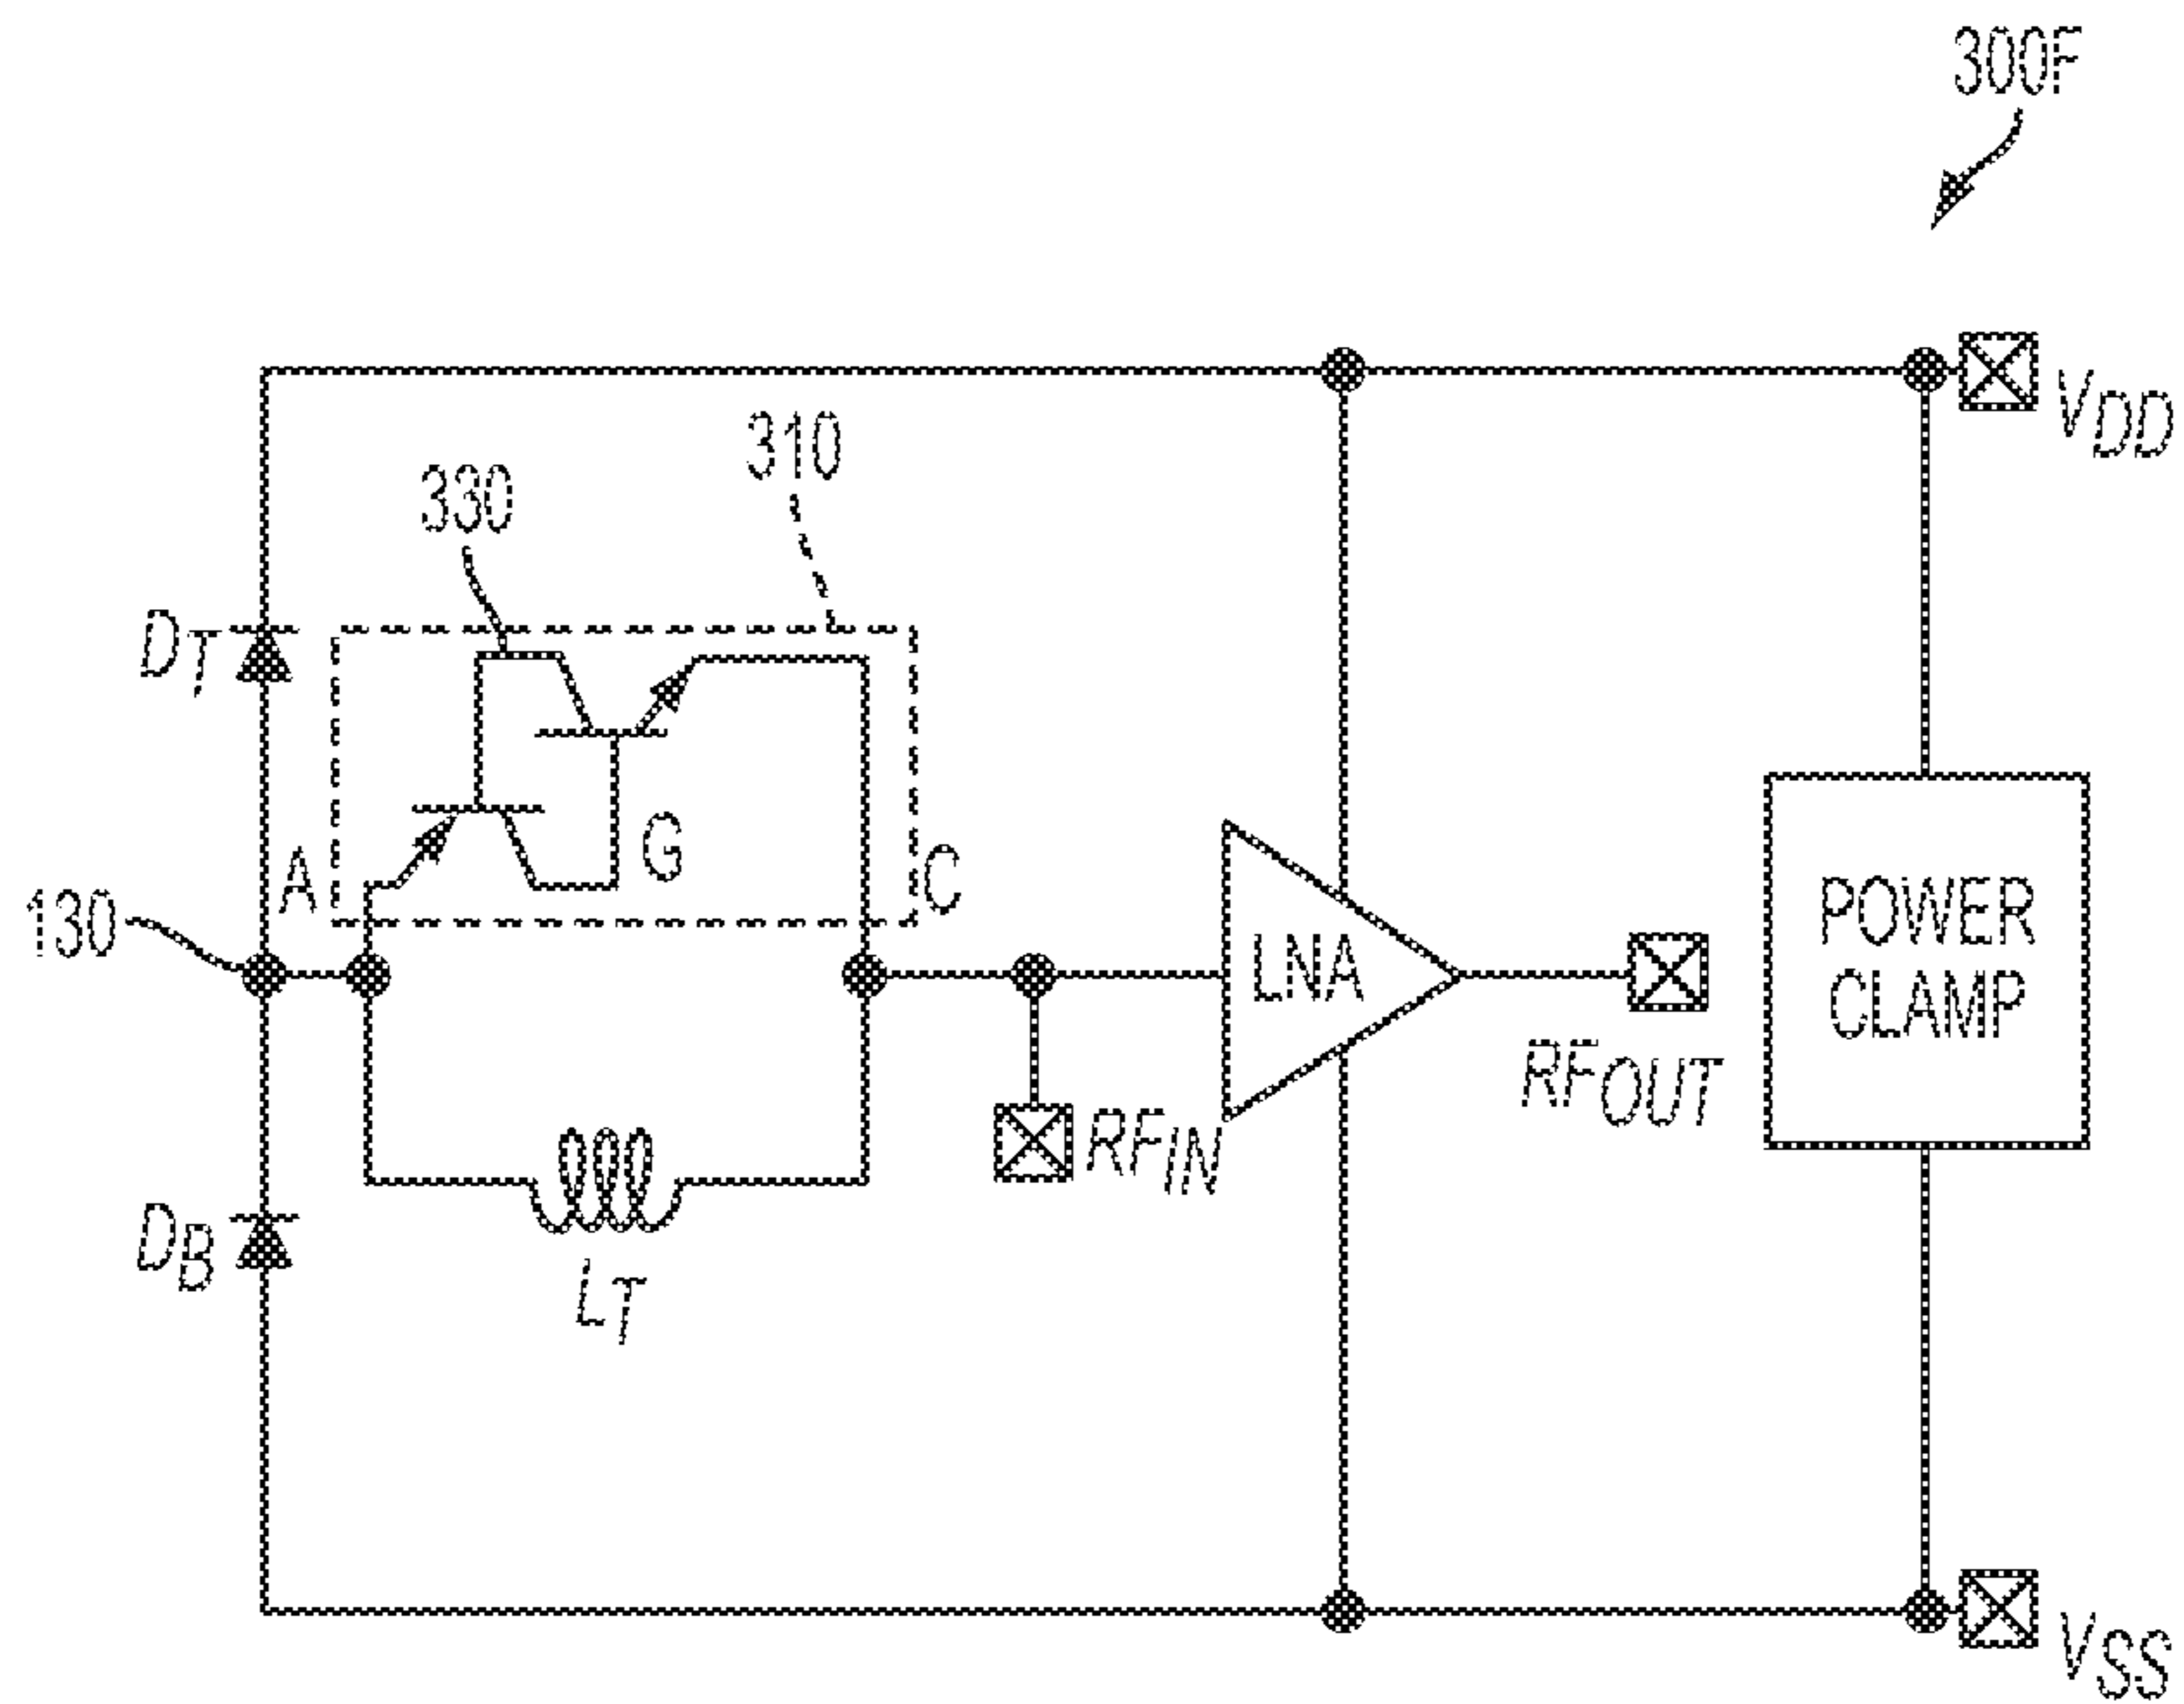 300F
VDD
310
330
DT
A
G
C
130
LNA
POWER
CLAMP
RFOUT
RFIN
DB
LT
VSS